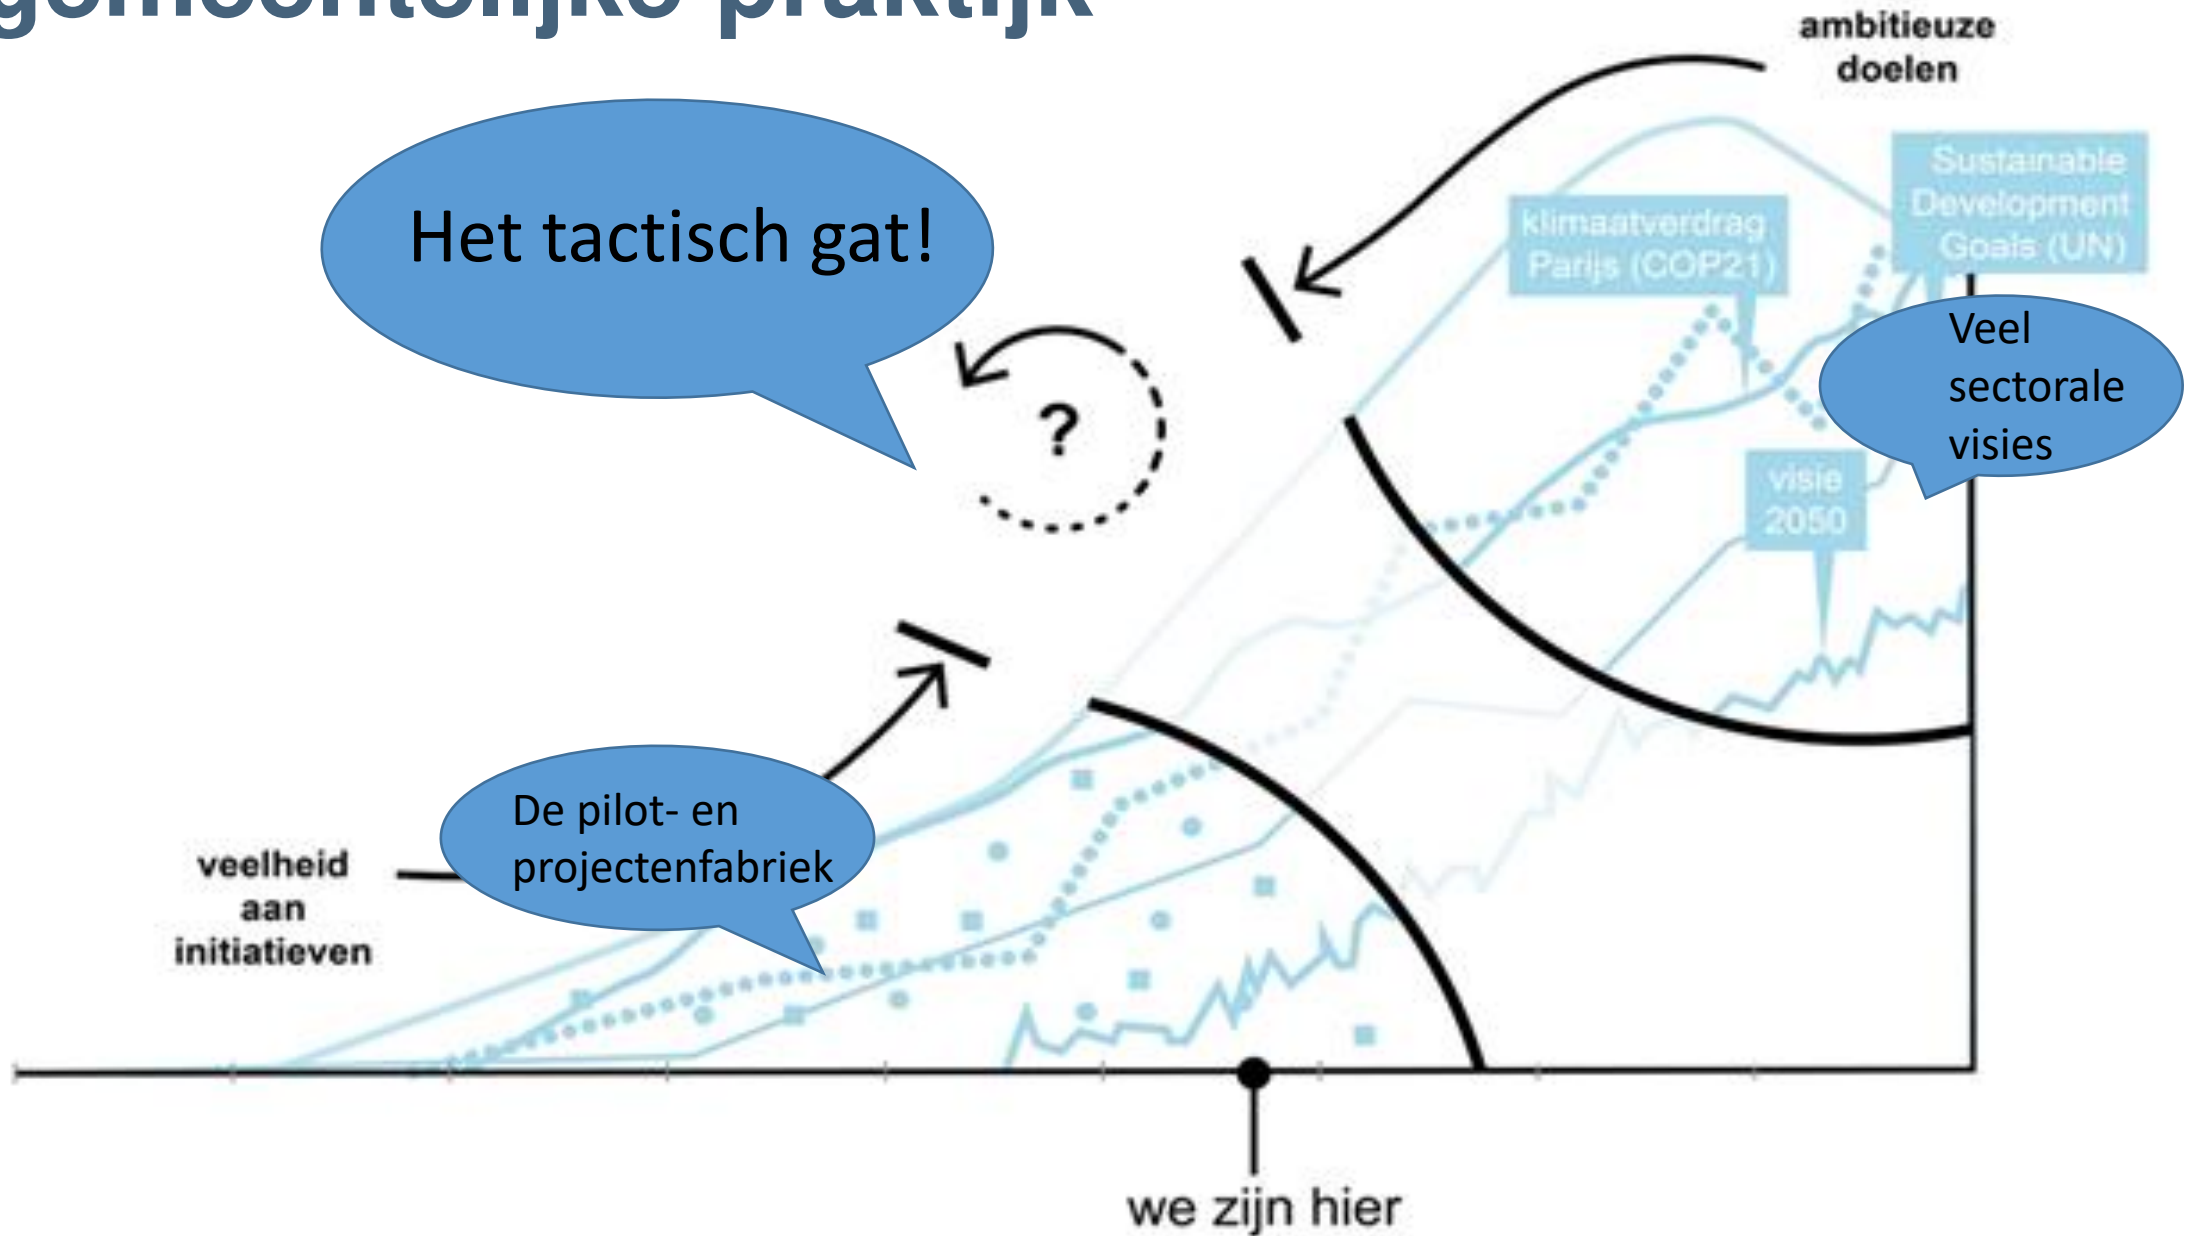 gemeentelijke praktijk
ambitieuze
doelen
Het tactisch gat!
Sustainable
Development
Goals (UN)
klimaatverdrag
Parijs (COP21)
Veel
sectorale
visies
?
visie
2050
De pilot- en
projectenfabriek
veelheid
aan
initiatieven
we zijn hier